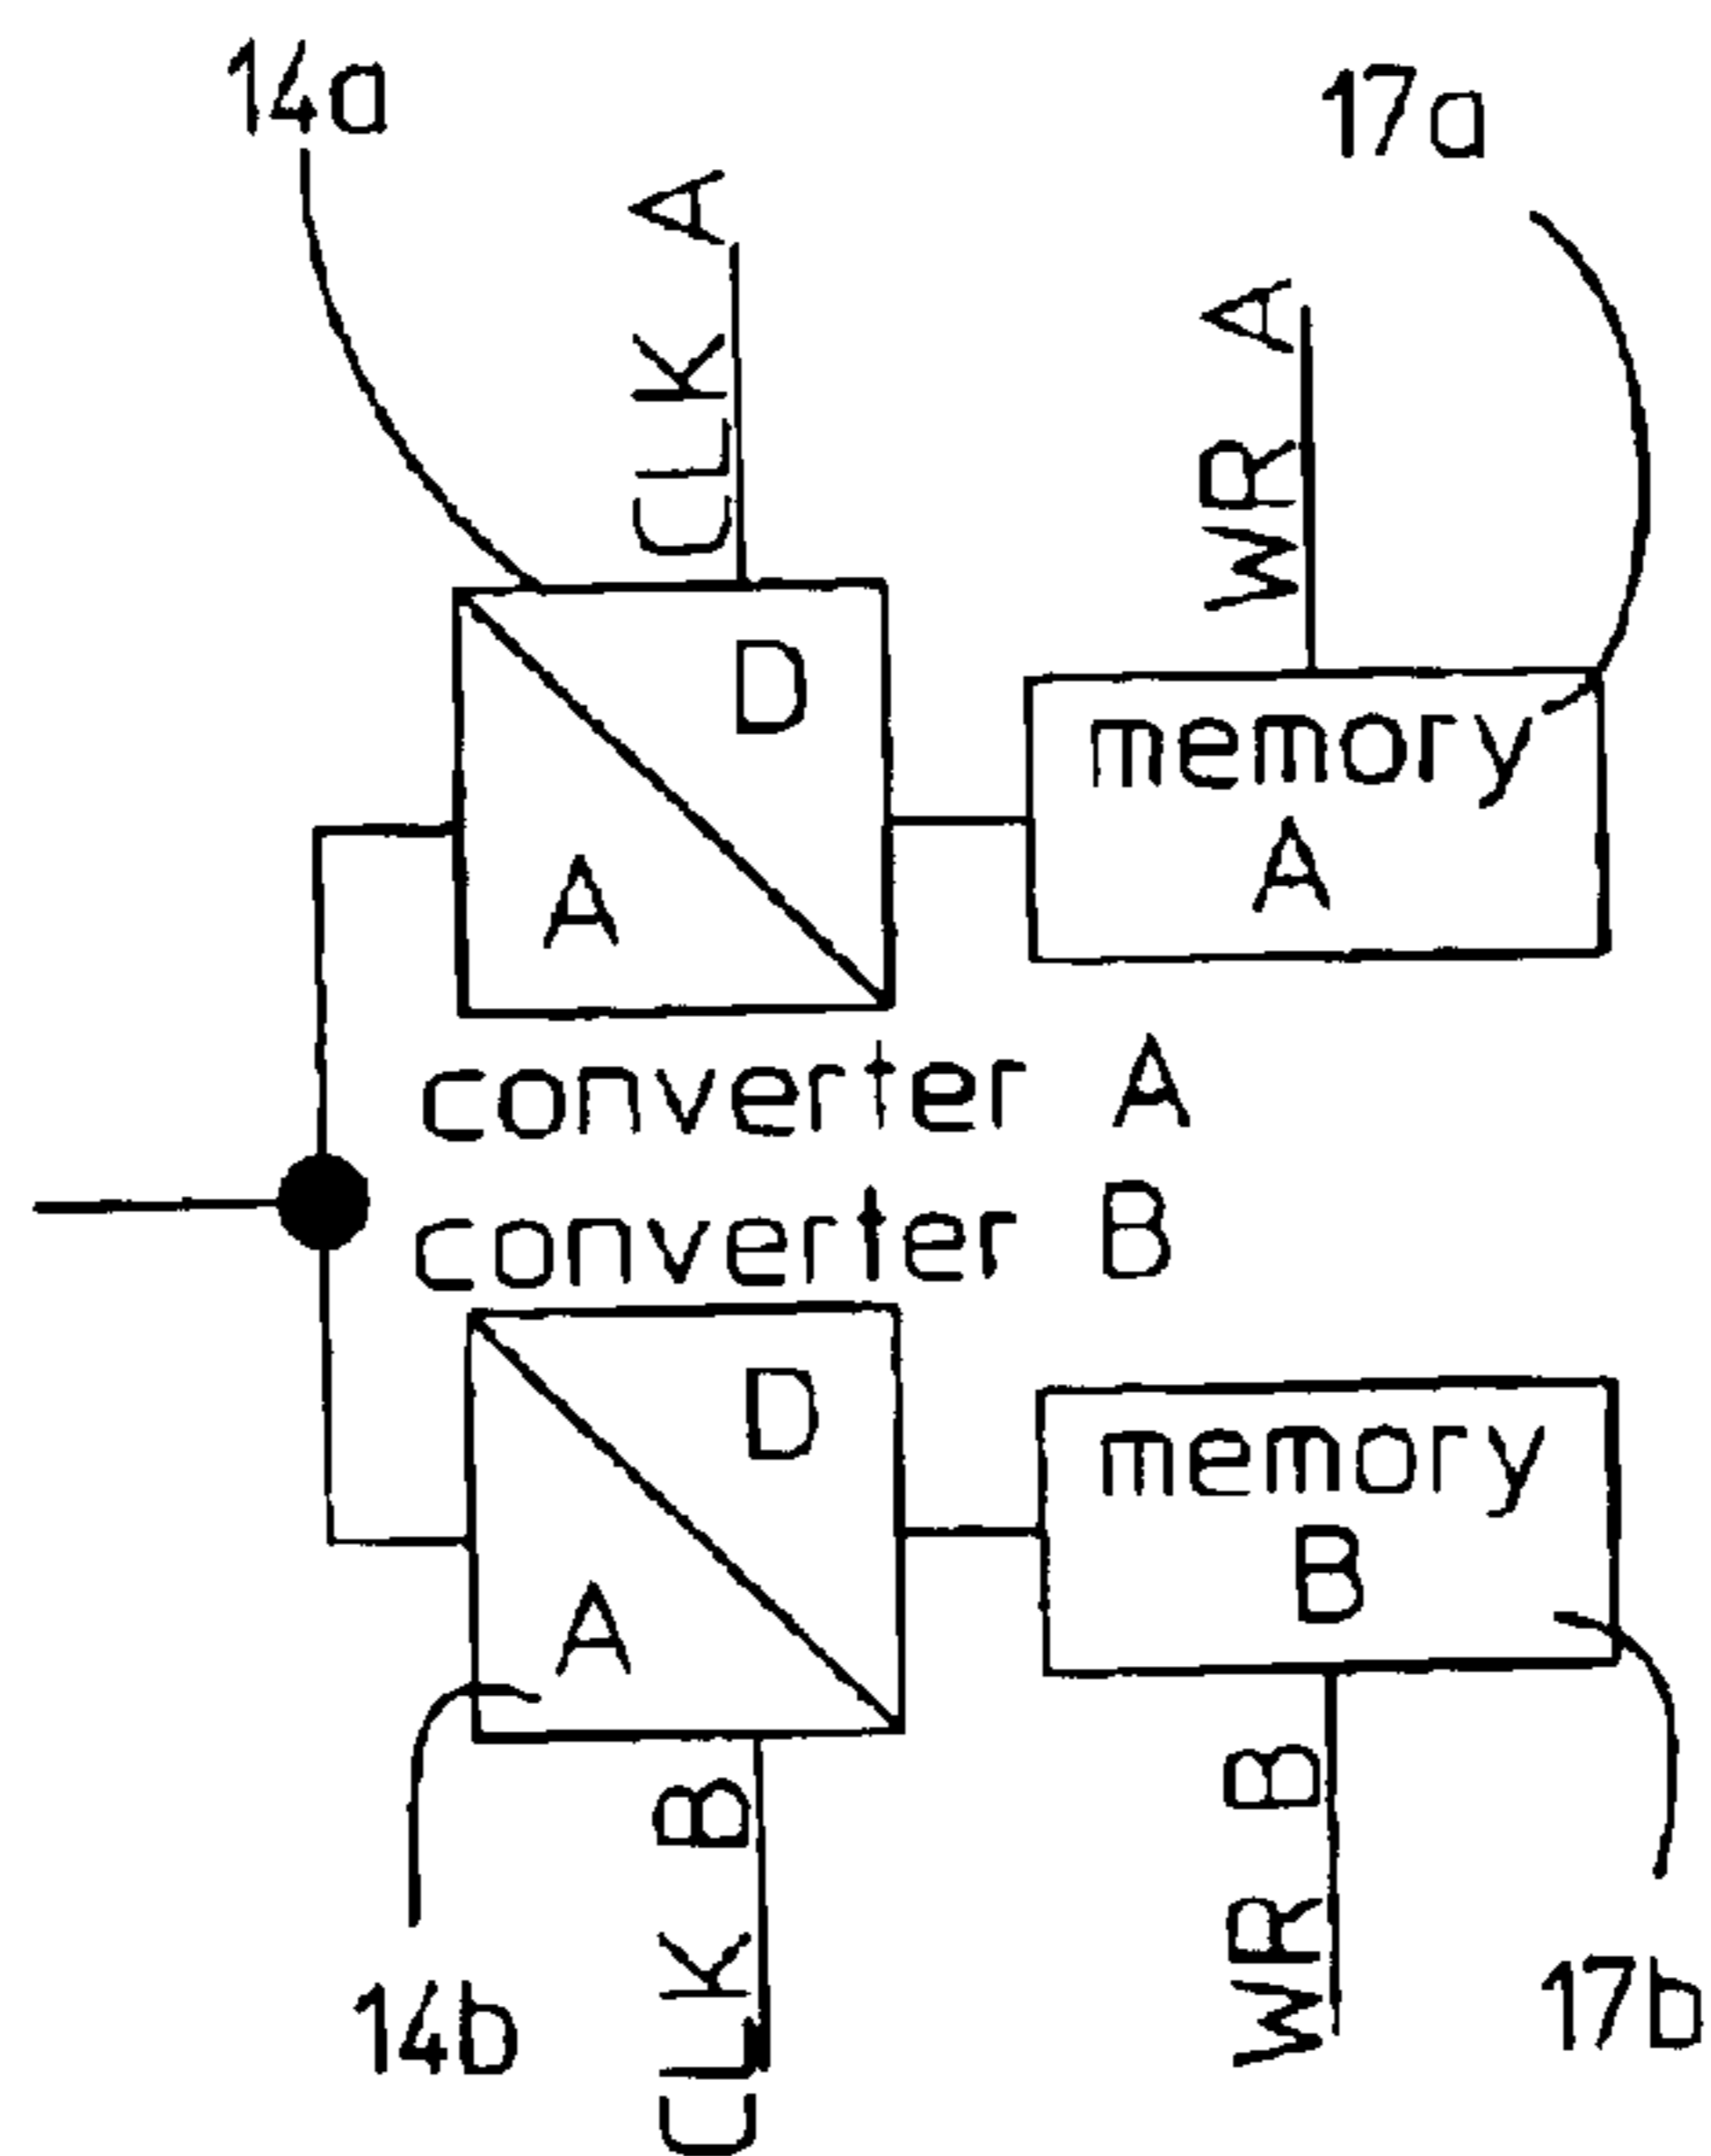 14a
17a
CLK A
WR A
D
A
memory
A
converter A
converter B
D
A
memory
B
CLK B
WR B
14b
17b